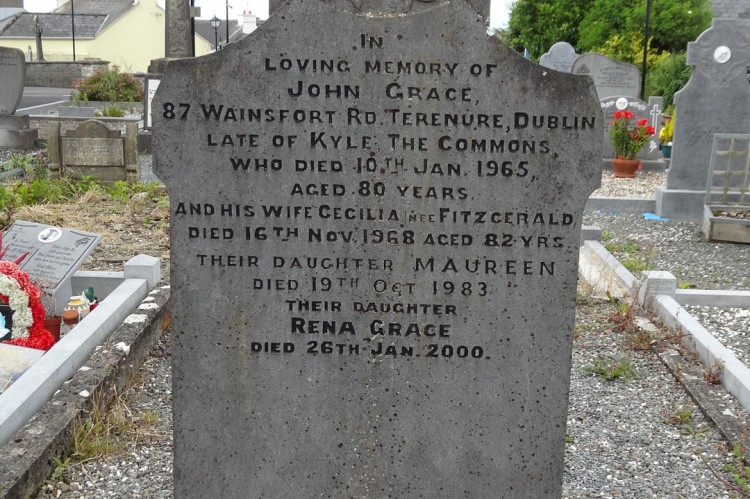 IN
LOVING MEMORY OF
JOHN GRACE,
87 WAINSFORT RD. TERENURE, DUBLIN
LATE OF KYLE THE COMMONS,
WHO DIED 10TH JAN. 1965,
AGED 80 YEARS.
AND HIS WIFE CECILIA NEE FITZGERALD,
DIED 16TH NOV. 1968 AGED 82 YRS.
THEIR DAUGHTER MAUREEN
DIED 19TH OCT 1983
THEIR DAUGHTER
RENA GRACE
DIED 26TH JAN. 2000.